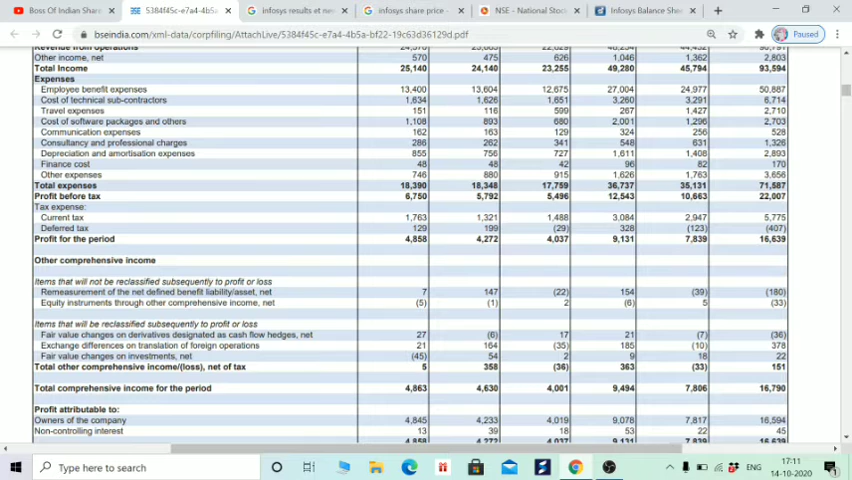 Boss Of Indian Share
5384f45c-4a4-4b5a-
infosys results et ne
infosys share price -
NSE - National Stoc
Infosys Balance She
bseindia.com/xml-data/corpfiling/AttachLive/5384f45c-4a4-4b5a-bf22-19c63d36129d.pdf
Paused
Revenue from operations
Other income, net 570 475 626 1,046 1,362 2,803
Total Income 25,140 24,140 23,255 49,280 45,794 93,594
Expenses
Employee benefit expenses 13,400 13,604 12,675 27,004 24,977 50,887
Cost of technical sub-contractors 1,634 1,626 1,651 3,260 3,291 6,714
Travel expenses 151 116 599 267 1,427 2,710
Cost of software packages and others 1,108 893 680 2,001 1,296 2,703
Communication expenses 162 163 129 324 256 528
Consultancy and professional charges 286 262 341 548 631 1,326
Depreciation and amortisation expenses 855 756 727 1,611 1,408 2,893
Finance cost 48 48 42 96 82 170
Other expenses 746 880 915 1,626 1,763 3,656
Total expenses 18,390 18,348 17,759 36,737 35,131 71,587
Profit before tax 6,750 5,792 5,496 12,543 10,663 22,007
Tax expense:
Current tax 1,763 1,321 1,488 3,084 2,947 5,775
Deferred tax 129 199 (29) 328 (123) (407)
Profit for the period 4,858 4,272 4,037 9,131 7,839 16,639
Other comprehensive income
Items that will not be reclassified subsequently to profit or loss
Remeasurement of the net defined benefit liability/asset, net 7 147 (22) 154 (39) (180)
Equity instruments through other comprehensive income, net (5) (1) 2 (6) 5 (33)
Items that will be reclassified subsequently to profit or loss
Fair value changes on derivatives designated as cash flow hedges, net 27 (6) 17 21 (7) (36)
Exchange differences on translation of foreign operations 21 164 (35) 185 (10) 378
Fair value changes on investments, net (45) 54 2 9 18 22
Total other comprehensive income/(loss), net of tax 5 358 (36) 363 (33) 151
Total comprehensive income for the period 4,863 4,630 4,001 9,494 7,806 16,790
Profit attributable to:
Owners of the company 4,845 4,233 4,019 9,078 7,817 16,594
Non-controlling interest 13 39 18 53 22 45
4,858 4,272 4,037 9,131 7,839 16,639
Type here to search
ENG
17:11
14-10-2020